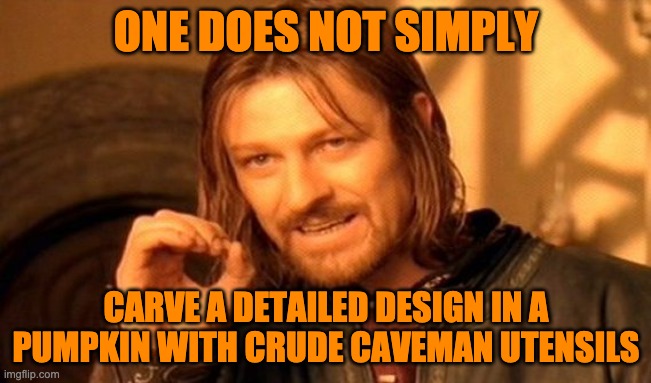 ONE DOES NOT SIMPLY
CARVE A DETAILED DESIGN IN A
PUMPKIN WITH CRUDE CAVEMAN UTENSILS
imgflip.com